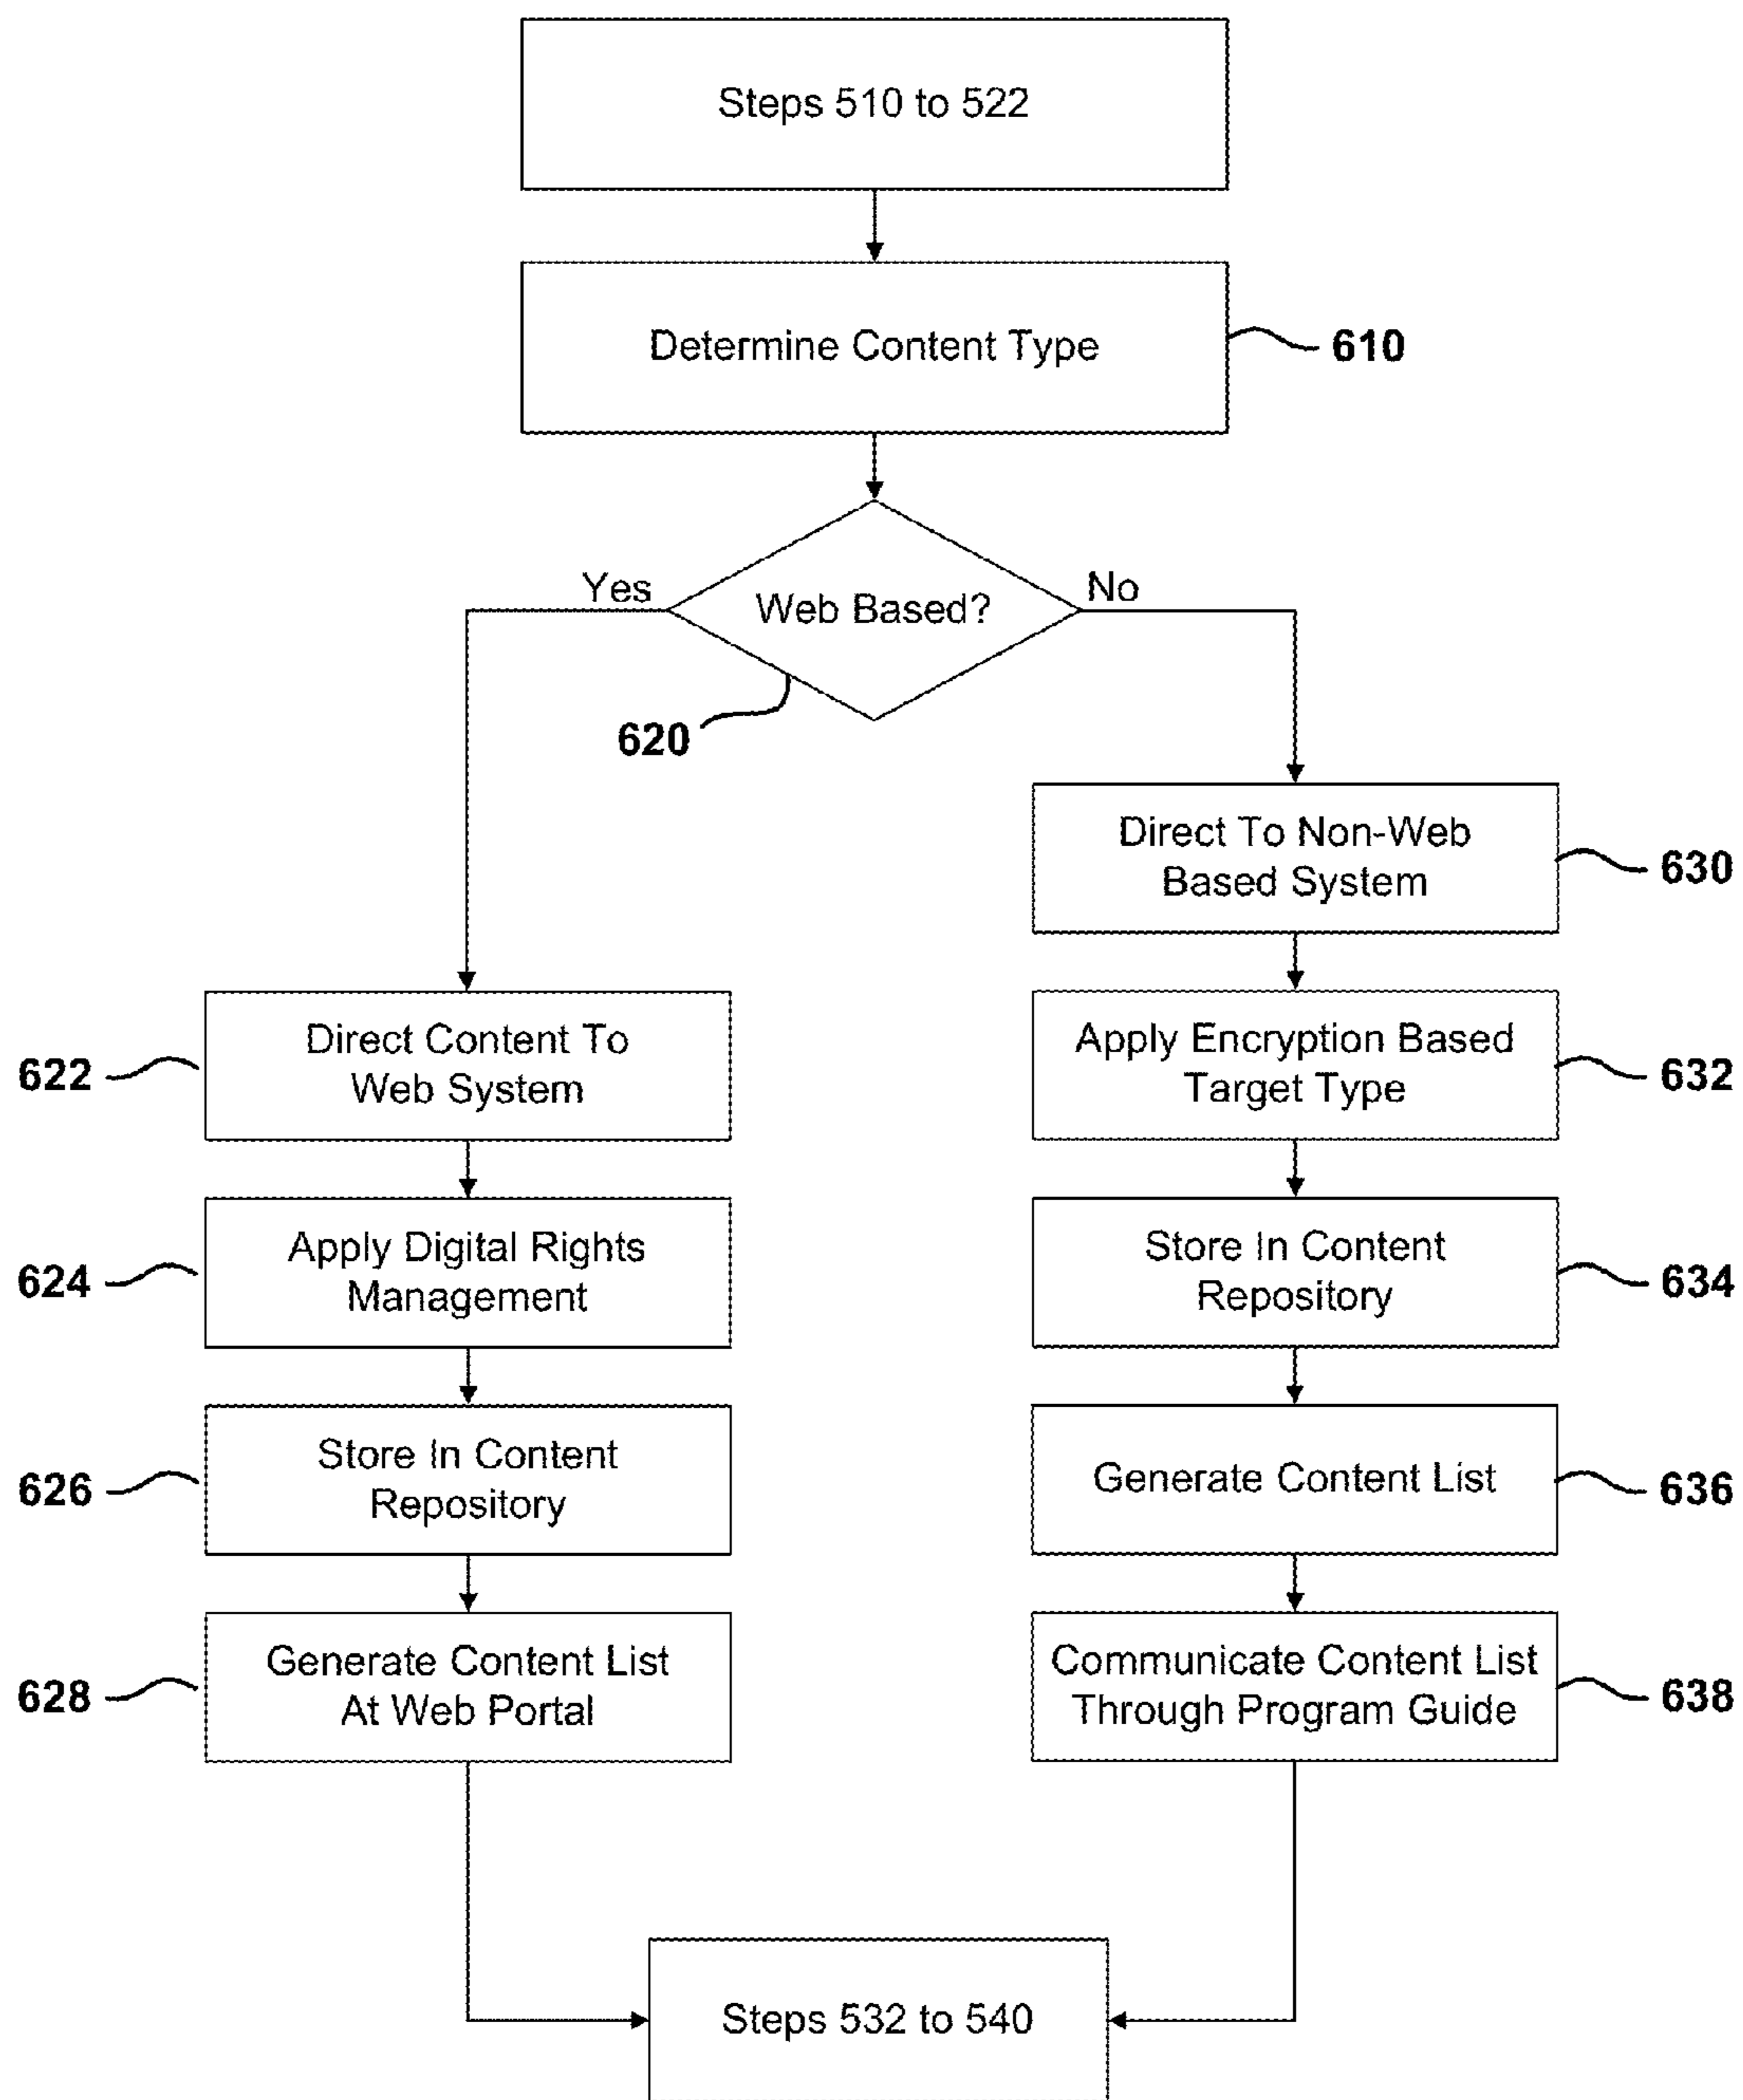 Steps 510 to 522
Determine Content Type
610
Yes
Web Based?
No
620
Direct To Non-Web
Based System
630
Direct Content To
Web System
622
Apply Encryption Based
Target Type
632
Apply Digital Rights
Management
624
Store In Content
Repository
634
Store In Content
Repository
626
Generate Content List
636
Generate Content List
At Web Portal
628
Communicate Content List
Through Program Guide
638
Steps 532 to 540